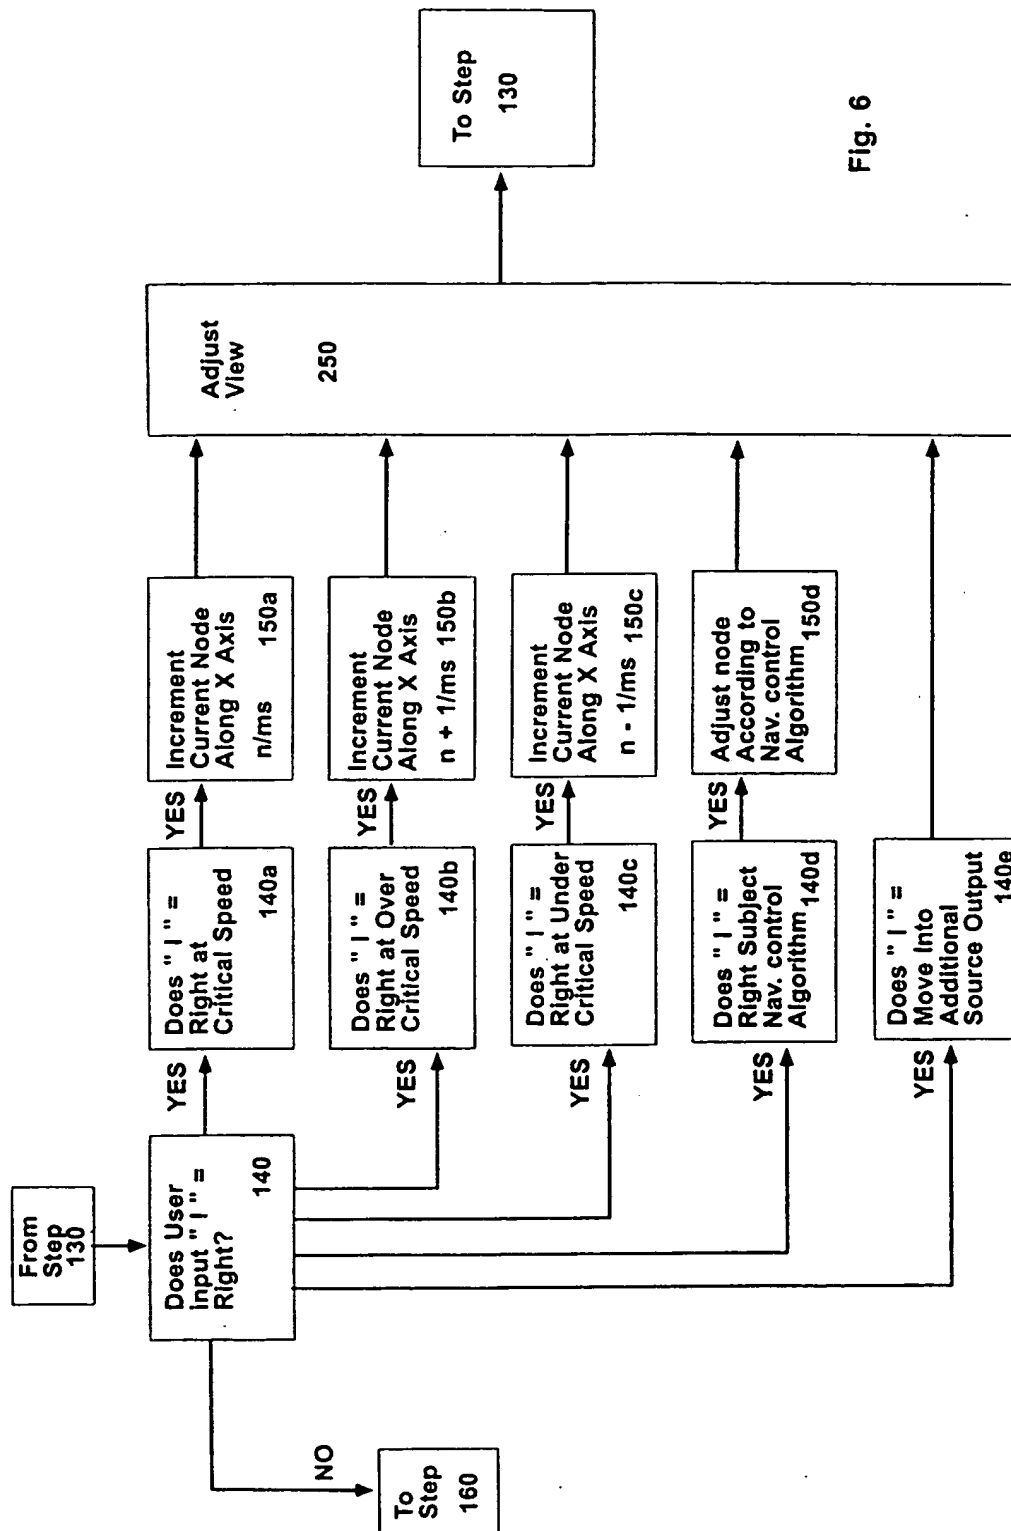 From
Step
130
Does User
input " I " =
Right?
140
NO
To
Step
160
YES
Does " I " =
Right at
Critical Speed
140a
YES
Increment
Current Node
Along X Axis
n/ms 150a
YES
Does " I " =
Right at Over
Critical Speed
140b
YES
Increment
Current Node
Along X Axis
n + 1/ms 150b
YES
Does " I " =
Right at Under
Critical Speed
140c
YES
Increment
Current Node
Along X Axis
n - 1/ms 150c
YES
Does " I " =
Right Subject
Nav. control
Algorithm
140d
YES
Adjust node
According to
Nav. control
Algorithm
150d
YES
Does " I " =
Move Into
Additional
Source Output
140e
Adjust
View
250
To Step
130
Fig. 6